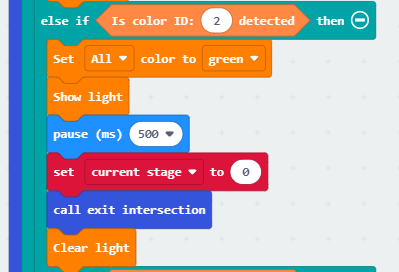 else if Is color ID: 2 detected then
Set All color to green
Show light
pause (ms) 500
set current stage to 0
call exit intersection
Clear light